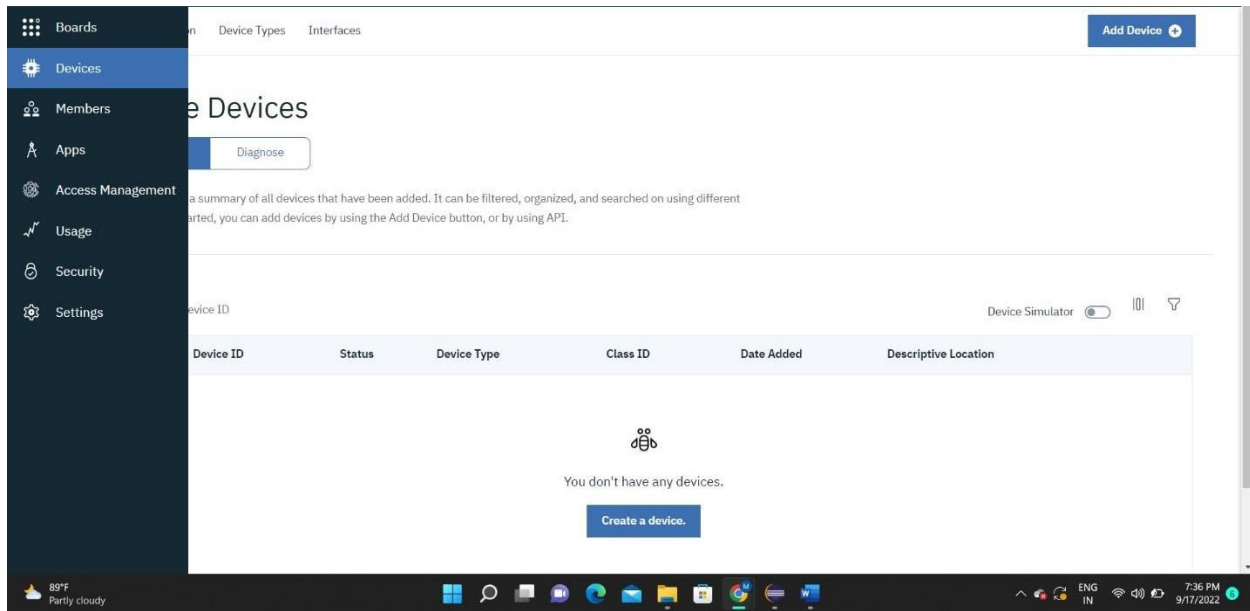 Boards
n Device Types Interfaces
Add Device
Devices
Members
e Devices
Apps
Diagnose
Access Management
a summary of all devices that have been added. It can be filtered, organized, and searched on using different
arted, you can add devices by using the Add Device button, or by using API.
Usage
Security
Settings
evice ID
Device Simulator
Device ID Status Device Type Class ID Date Added Descriptive Location
You don't have any devices.
Create a device.
89°F
Partly cloudy
ENG
IN
7:36 PM
9/17/2022
6